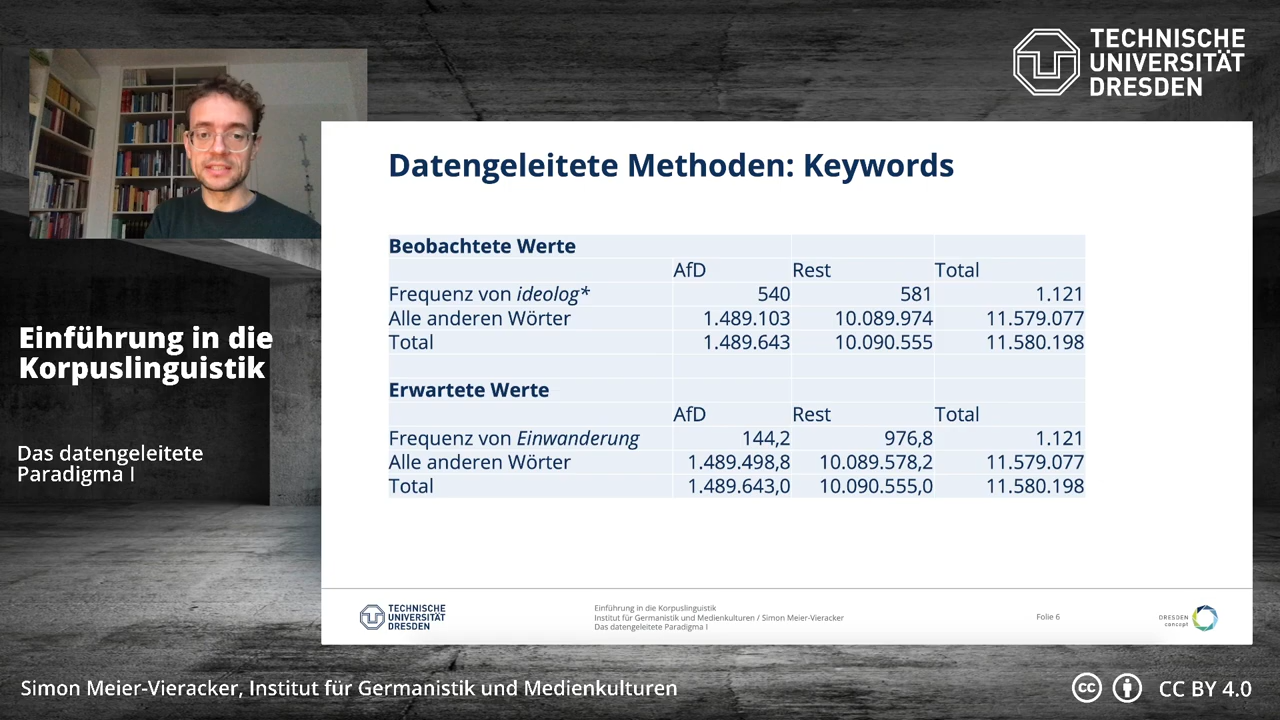 TECHNISCHE
UNIVERSITÄT
DRESDEN
Datengeleitete Methoden: Keywords
Beobachtete Werte
AfD Rest Total
Frequenz von ideolog* 540 581 1.121
Alle anderen Wörter 1.489.103 10.089.974 11.579.077
Total 1.489.643 10.090.555 11.580.198
Erwartete Werte
AfD Rest Total
Frequenz von Einwanderung 144,2 976,8 1.121
Alle anderen Wörter 1.489.498,8 10.089.578,2 11.579.077
Total 1.489.643,0 10.090.555,0 11.580.198
Einführung in die
Korpuslinguistik
Das datengeleitete
Paradigma I
TECHNISCHE
UNIVERSITÄT
DRESDEN
Einführung in die Korpuslinguistik
Institut für Germanistik und Medienkulturen / Simon Meier-Vieracker
Das datengeleitete Paradigma I
Folie 6
DRESDEN
concept
Simon Meier-Vieracker, Institut für Germanistik und Medienkulturen
cc
CC BY 4.0